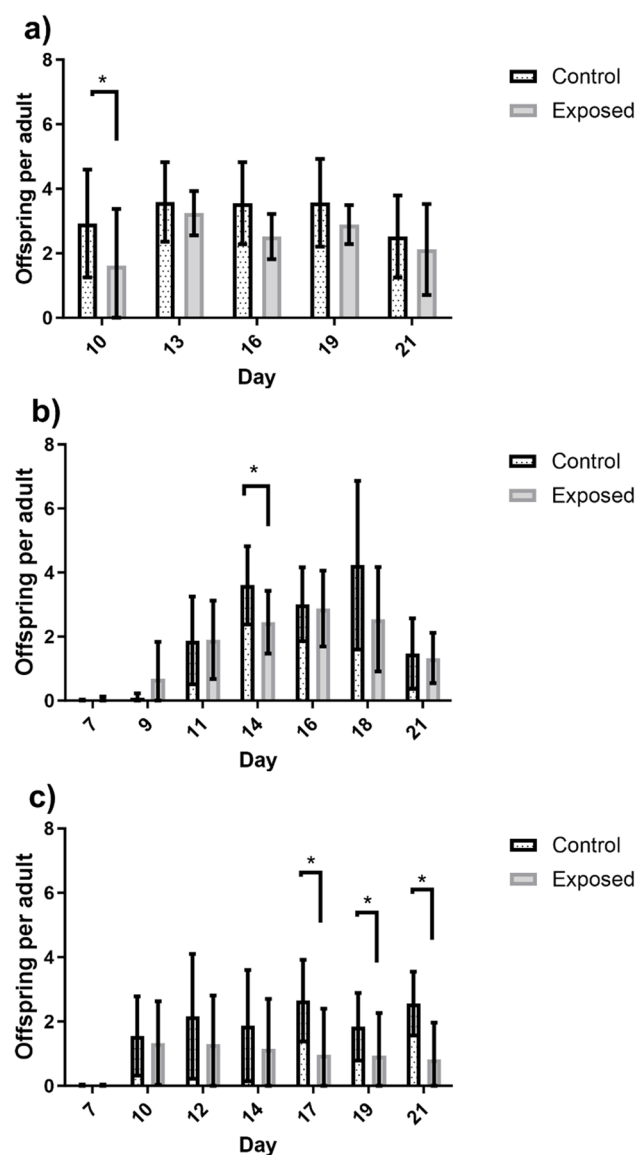 a)
8
6
4
2
0
Offspring per adult
*
10 13 16 19 21
Day
Control
Exposed
b)
8
6
4
2
0
Offspring per adult
*
7 9 11 14 16 18 21
Day
Control
Exposed
c)
8
6
4
2
0
Offspring per adult
* * *
7 10 12 14 17 19 21
Day
Control
Exposed